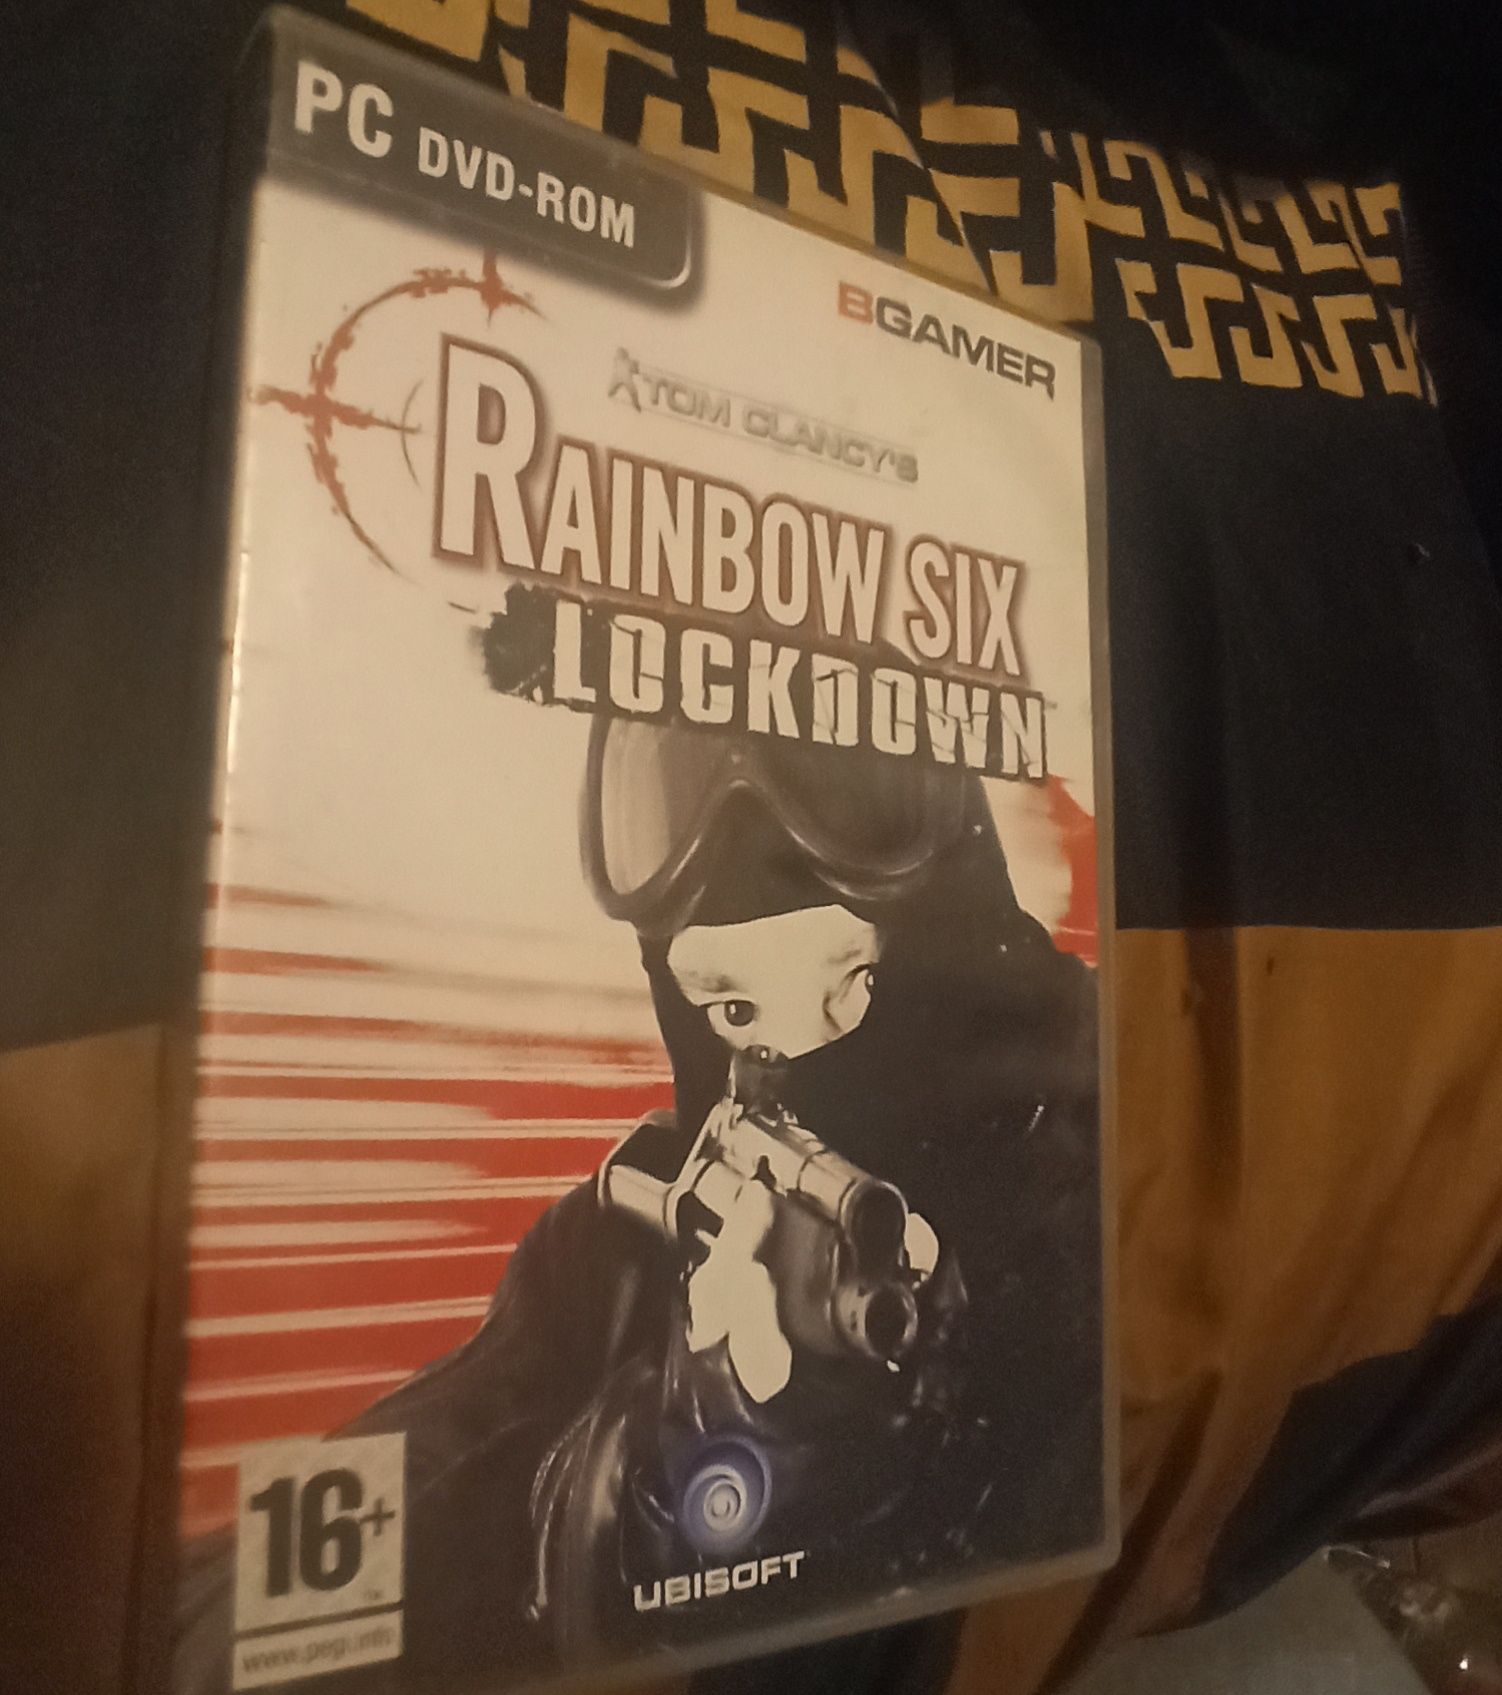 PC DVD-ROM
BGAMER
TOM CLANCY'S
RAINBOW SIX
LOCKDOWN
16+
www.pegi.info
UBISOFT